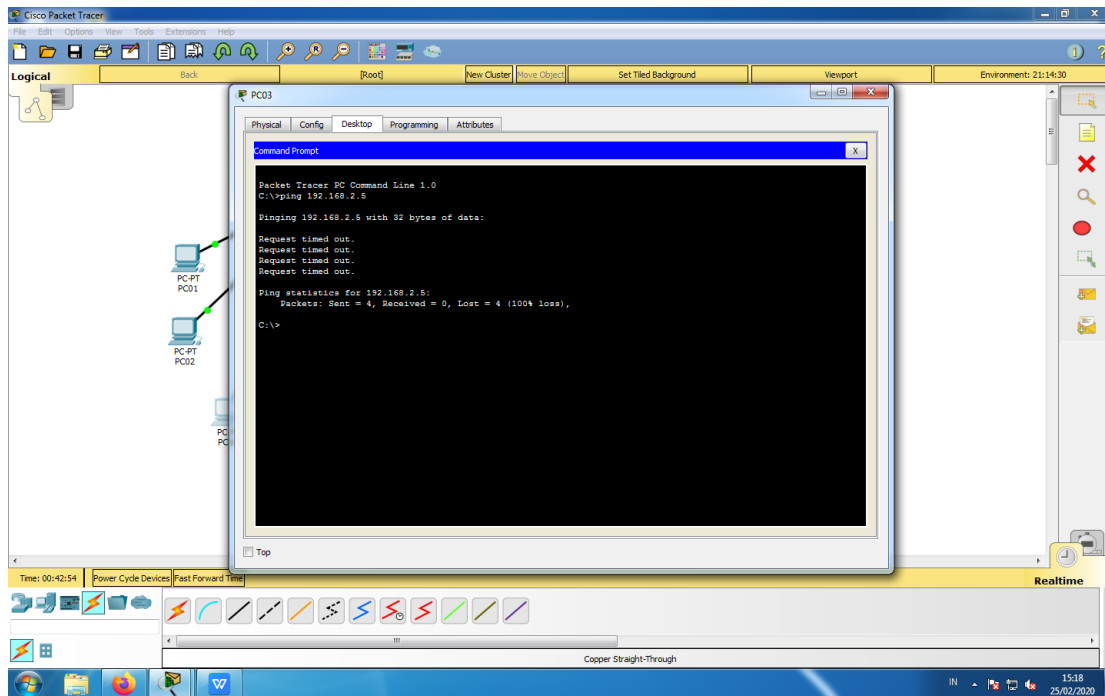 Cisco Packet Tracer
File Edit Options View Tools Extensions Help
Logical
Back
[Root]
New Cluster
Move Object
Set Tiled Background
Viewport
Environment: 21:14:30
PC03
Physical Config Desktop Programming Attributes
Command Prompt
X
Packet Tracer PC Command Line 1.0
C:\>ping 192.168.2.5
Pinging 192.168.2.5 with 32 bytes of data:
Request timed out.
Request timed out.
Request timed out.
Request timed out.
Ping statistics for 192.168.2.5:
Packets: Sent = 4, Received = 0, Lost = 4 (100% loss),
C:\>
PC-PT
PC01
PC-PT
PC02
PC
PC
Top
Time: 00:42:54
Power Cycle Devices
Fast Forward Time
Realtime
Copper Straight-Through
IN
15:18
25/02/2020